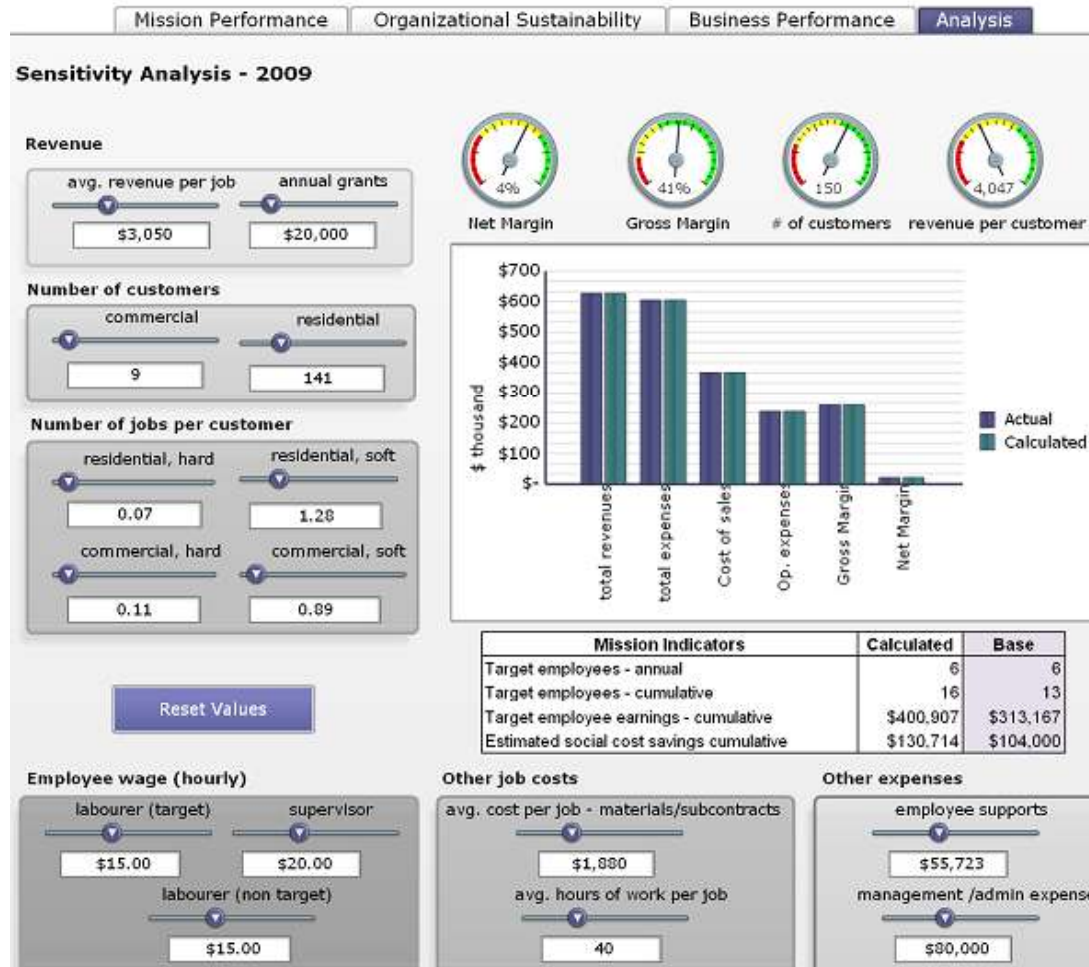 Mission Performance Organizational Sustainability Business Performance Analysis
Sensitivity Analysis - 2009
Revenue
avg. revenue per job annual grants
$3,050 $20,000
Number of customers
commercial residential
9 141
Number of jobs per customer
residential, hard residential, soft
0.07 1.28
commercial, hard commercial, soft
0.11 0.89
Reset Values
4% 41% 150 4,047
Net Margin Gross Margin # of customers revenue per customer
$700
$600
$500
$400
$300
$200
$100
$-
$ thousand
total revenues
total expenses
Cost of sales
Op. expenses
Gross Margin
Net Margin
Actual
Calculated
Mission Indicators Calculated Base
Target employees - annual 6 6
Target employees - cumulative 16 13
Target employee earnings - cumulative $400,907 $313,167
Estimated social cost savings cumulative $130,714 $104,000
Employee wage (hourly)
labourer (target) supervisor
$15.00 $20.00
labourer (non target)
$15.00
Other job costs
avg. cost per job - materials/subcontracts
$1,880
avg. hours of work per job
40
Other expenses
employee supports
$55,723
management /admin expense
$80,000